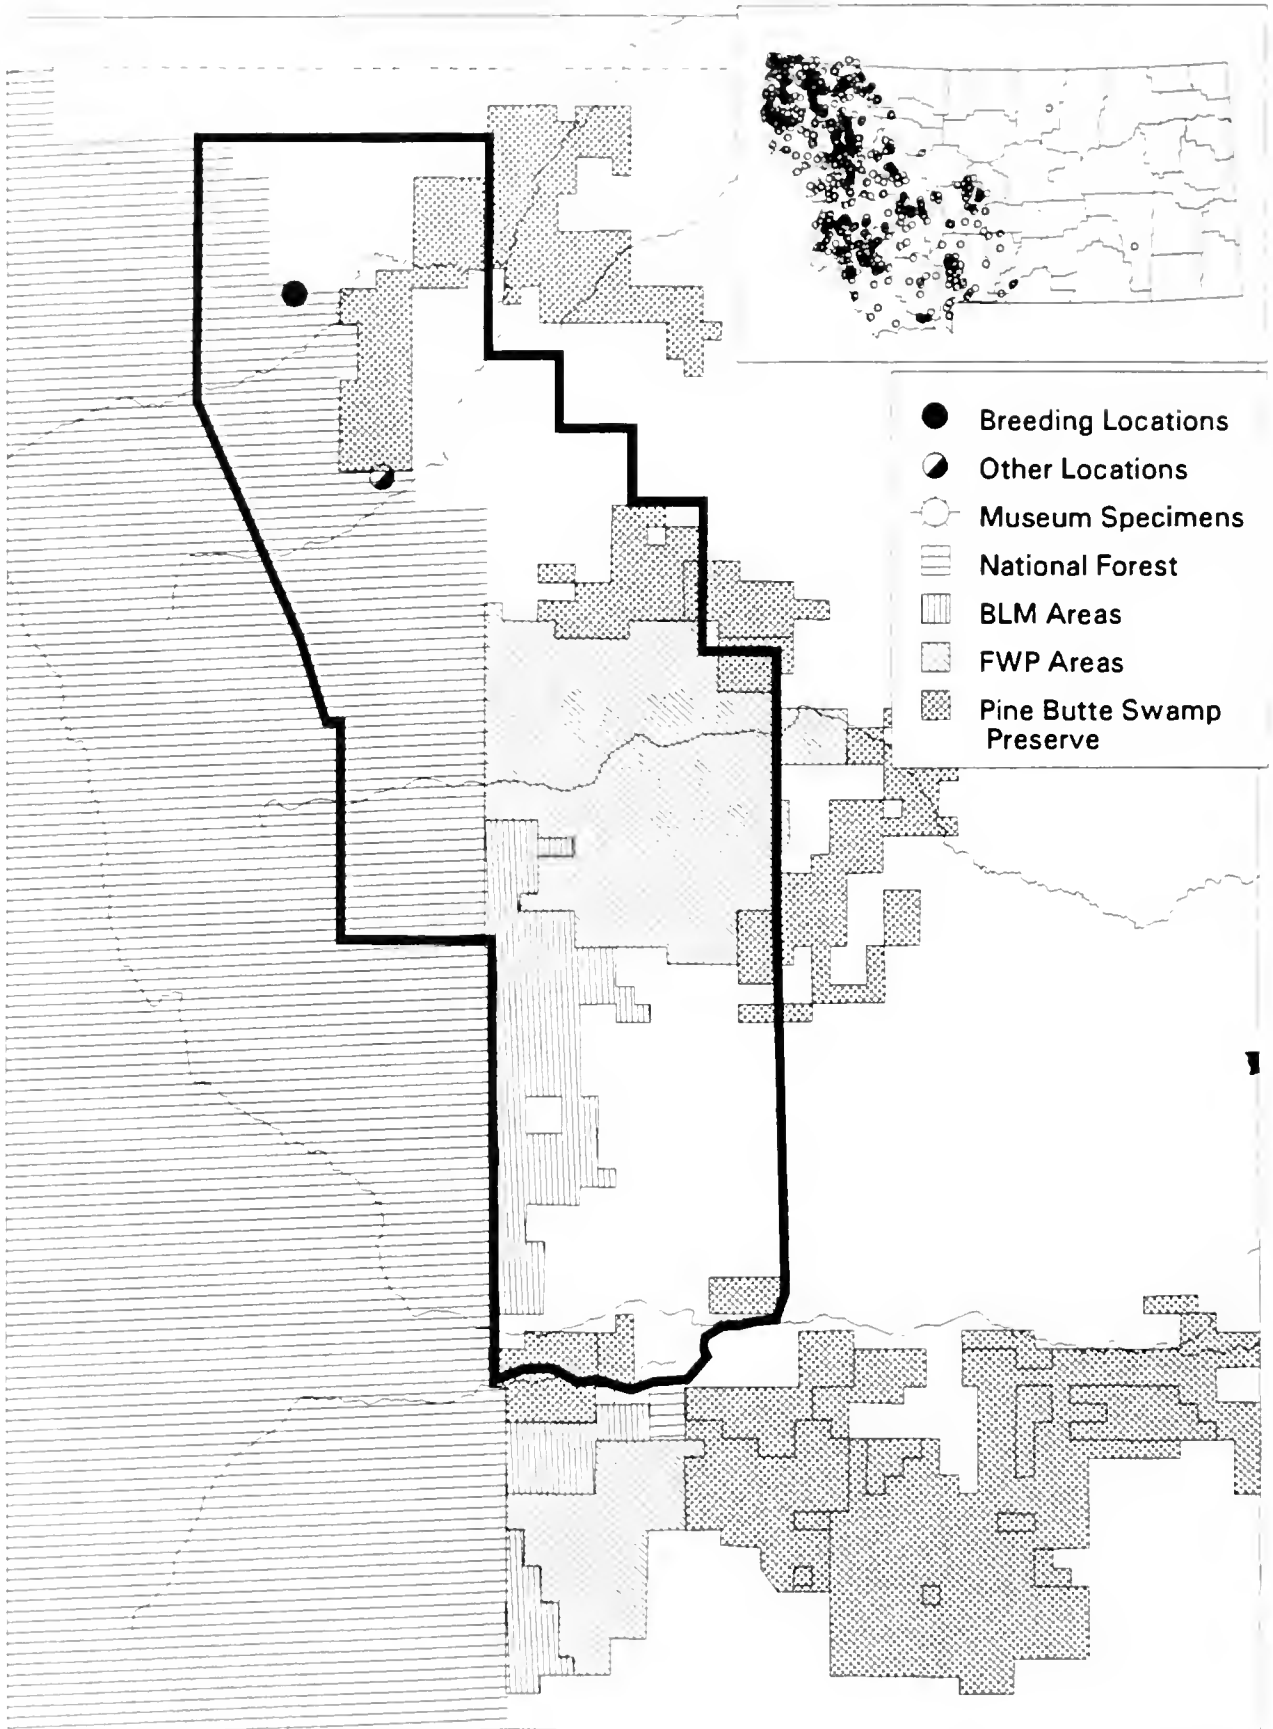 Breeding Locations
Other Locations
Museum Specimens
National Forest
BLM Areas
FWP Areas
Pine Butte Swamp
Preserve